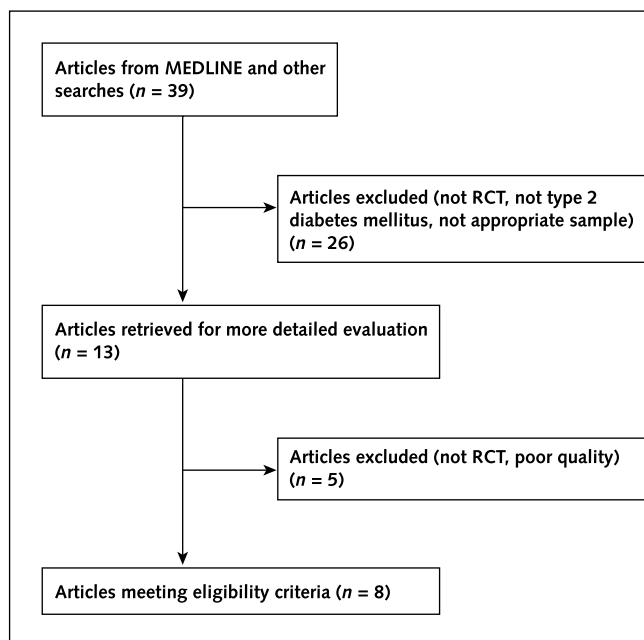 Articles from MEDLINE and other
searches (n = 39)
Articles excluded (not RCT, not type 2
diabetes mellitus, not appropriate sample)
(n = 26)
Articles retrieved for more detailed evaluation
(n = 13)
Articles excluded (not RCT, poor quality)
(n = 5)
Articles meeting eligibility criteria (n = 8)